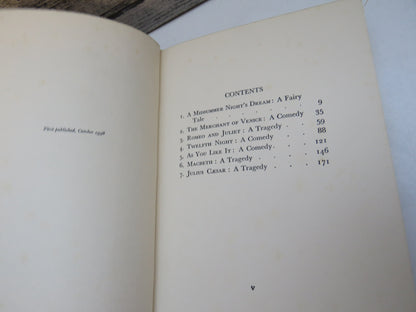 First published, October 1938
CONTENTS
1. A Midsummer Night's Dream: A Fairy
Tale . . . . . . 9
2. The Merchant of Venice: A Comedy 35
3. Romeo and Juliet: A Tragedy . . 59
4. Twelfth Night: A Comedy . . 88
5. As You Like It: A Comedy . . . 121
6. Macbeth: A Tragedy . . . . 146
7. Julius Cæsar: A Tragedy . . . 171
v